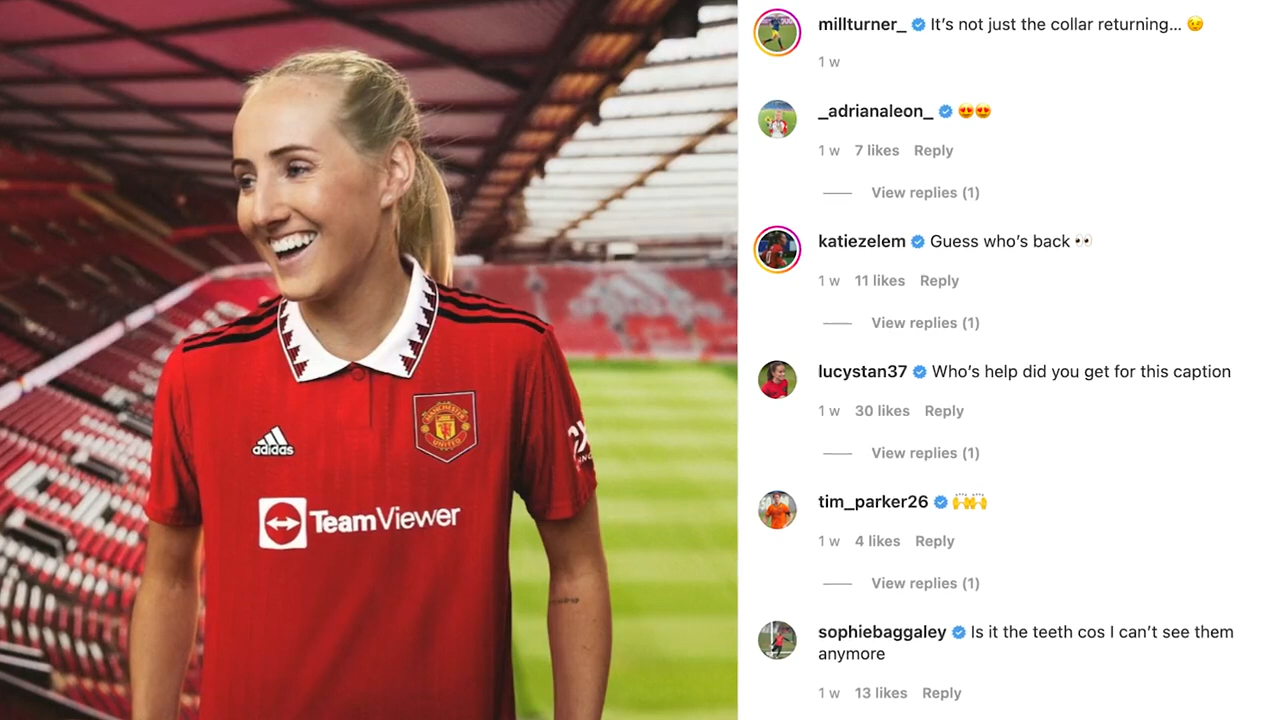 millturner_ It’s not just the collar returning... 😉
1 w
_adrianaleon_ 😍😍
1 w 7 likes Reply
View replies (1)
katiezelem Guess who’s back 👀
1 w 11 likes Reply
View replies (1)
lucystan37 Who’s help did you get for this caption
1 w 30 likes Reply
View replies (1)
tim_parker26 🙌🙌
1 w 4 likes Reply
View replies (1)
sophiebaggaley Is it the teeth cos I can’t see them
anymore
1 w 13 likes Reply
MANCHESTER
UNITED
adidas
TeamViewer